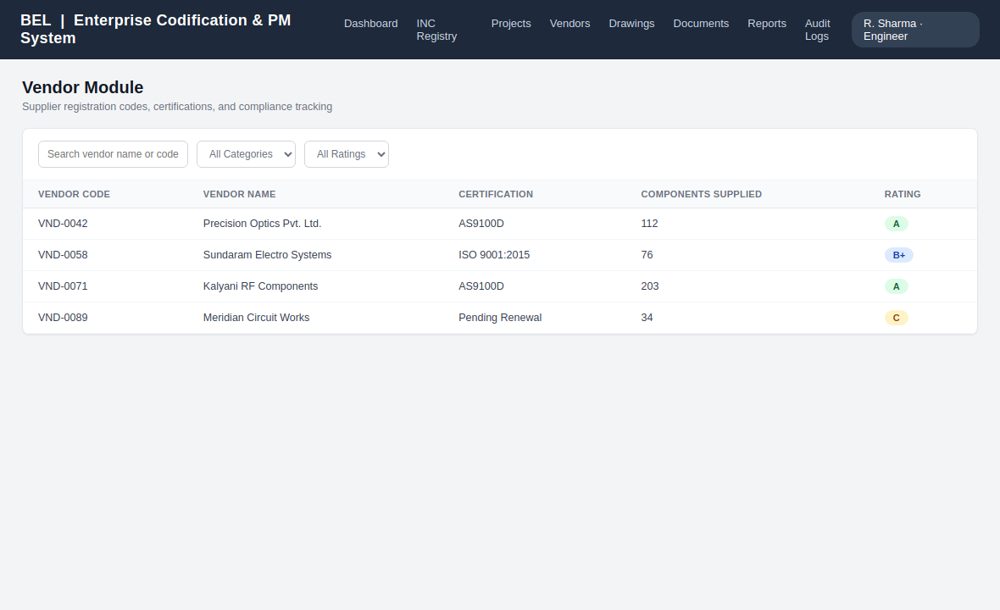 BEL | Enterprise Codification & PM
System
Dashboard
INC
Registry
Projects
Vendors
Drawings
Documents
Reports
Audit
Logs
R. Sharma ·
Engineer
Vendor Module
Supplier registration codes, certifications, and compliance tracking
Search vendor name or code
All Categories
All Ratings
VENDOR CODE VENDOR NAME CERTIFICATION COMPONENTS SUPPLIED RATING
VND-0042 Precision Optics Pvt. Ltd. AS9100D 112 A
VND-0058 Sundaram Electro Systems ISO 9001:2015 76 B+
VND-0071 Kalyani RF Components AS9100D 203 A
VND-0089 Meridian Circuit Works Pending Renewal 34 C